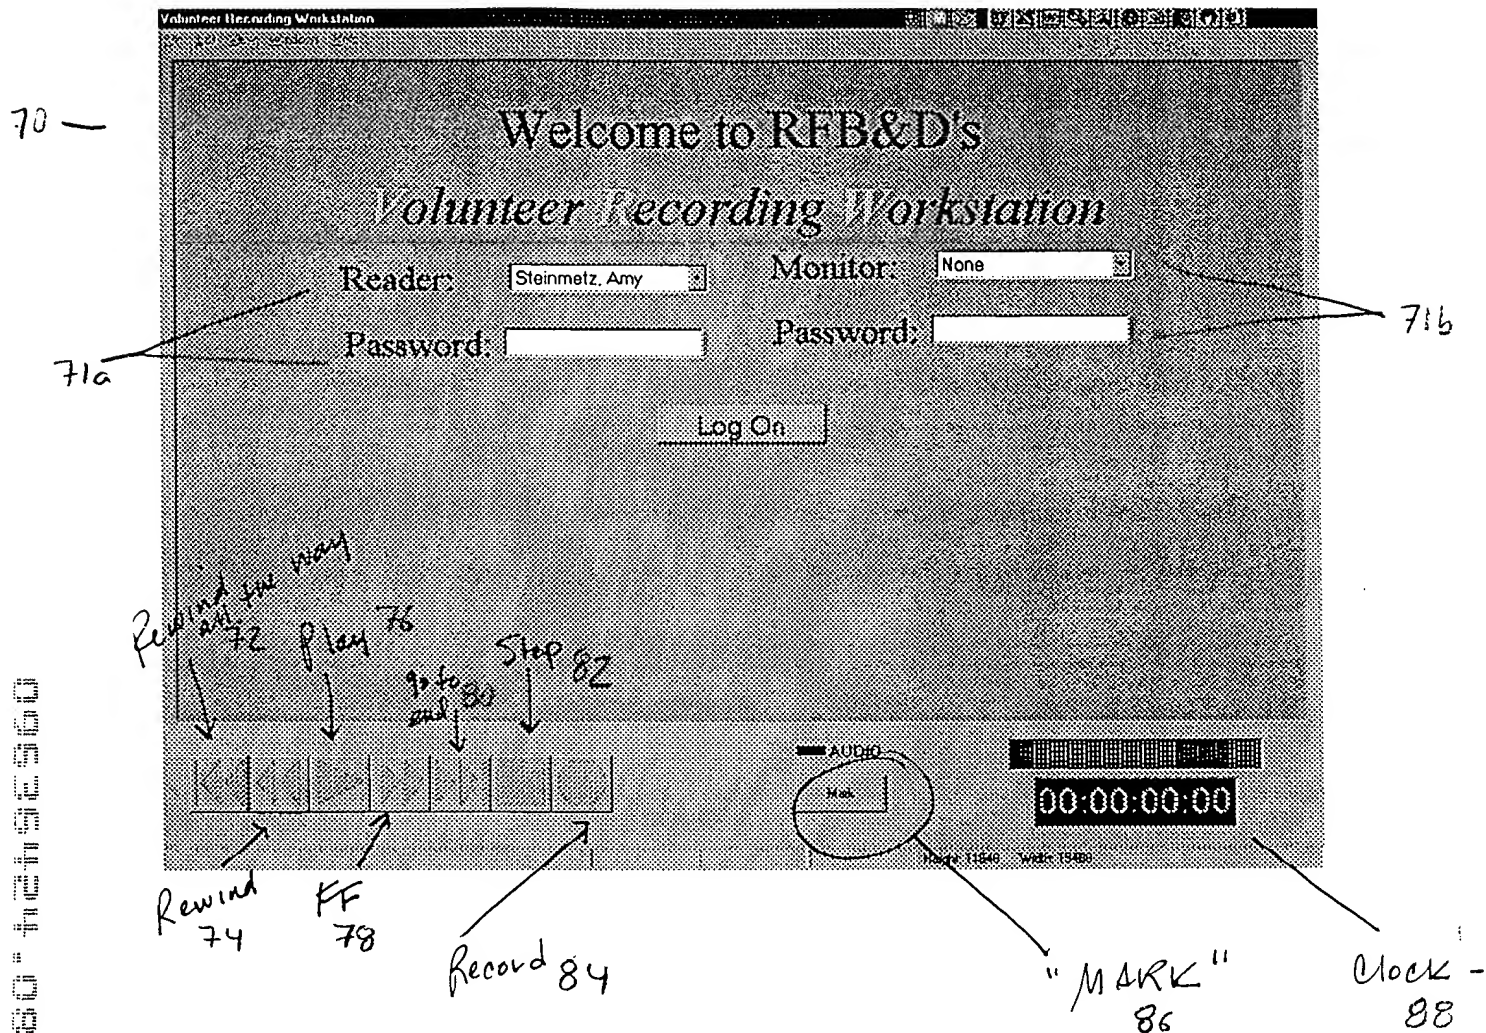 Volunteer Recording Workstation
70
Welcome to RFB&D's
Volunteer Recording Workstation
Reader: Steinmetz, Amy Monitor: None
Password: Password:
71a
71b
Log On
Rewind all the way 72
Play 76
go to end 80
Stop 82
AUDIO
Mark
00:00:00:00
Rewind 74
FF 78
Record 84
"MARK" 86
Clock - 88